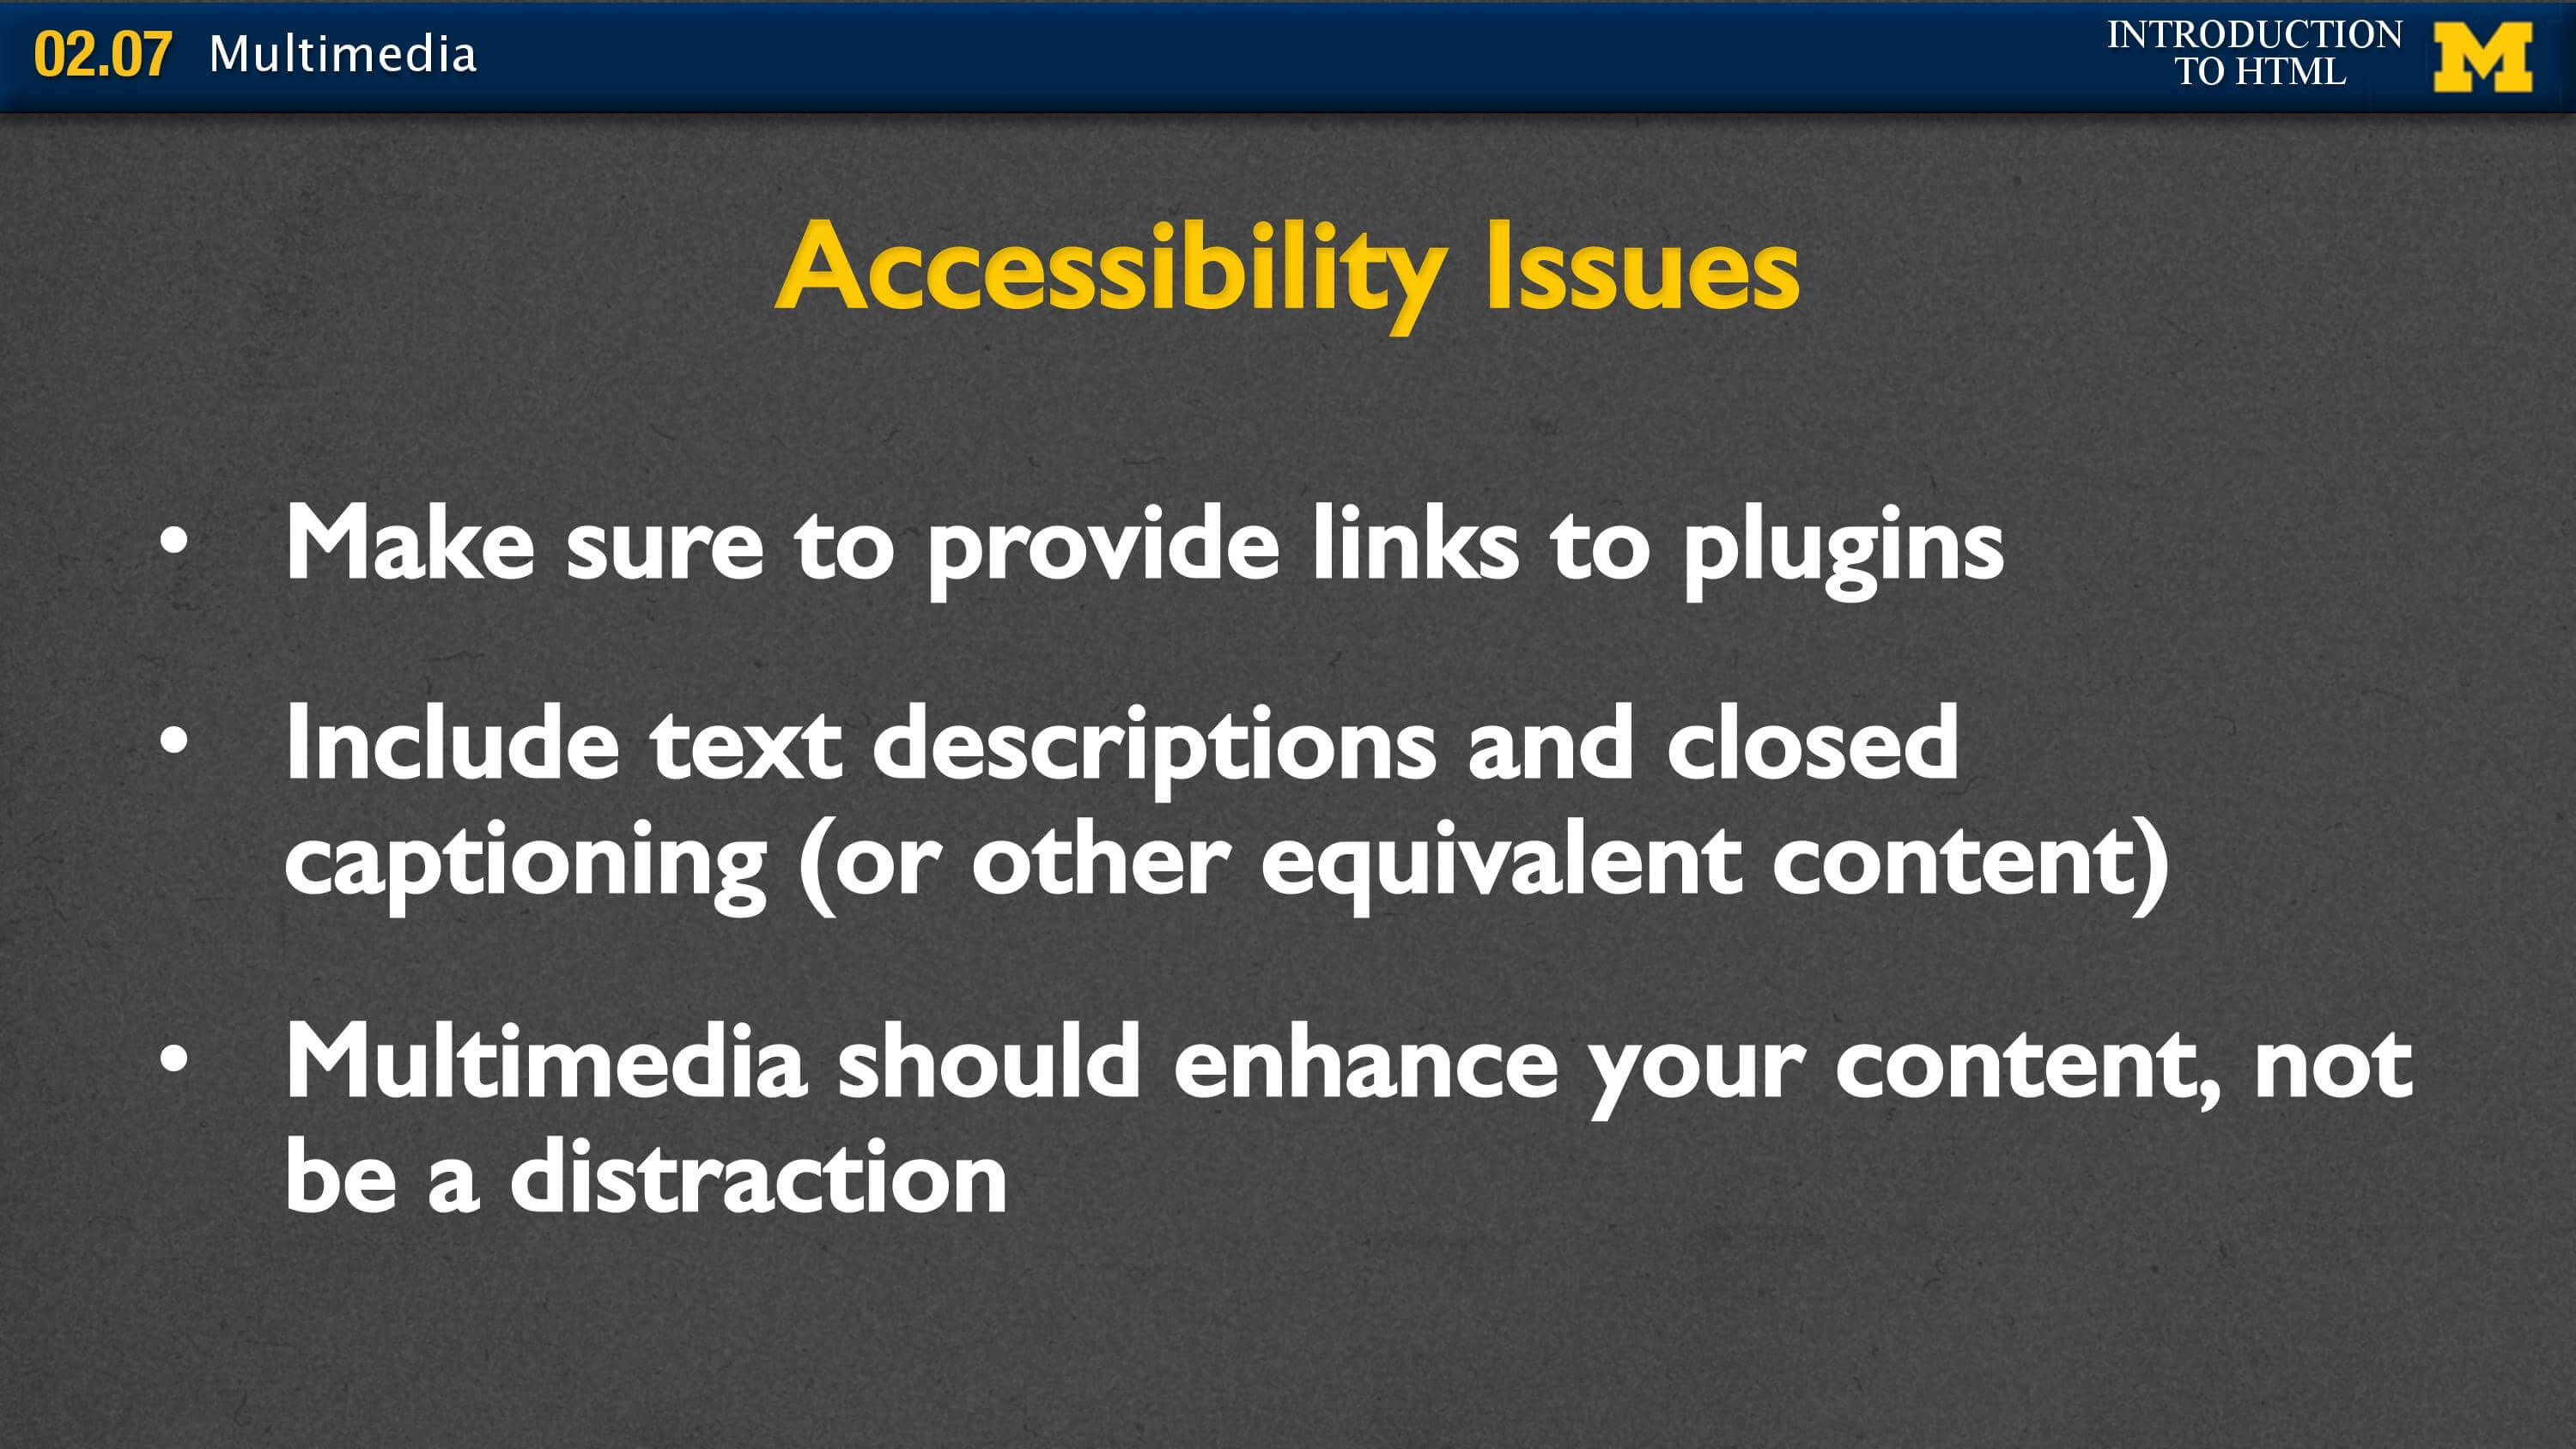 02.07 Multimedia
INTRODUCTION
TO HTML
M
Accessibility Issues
• Make sure to provide links to plugins
• Include text descriptions and closed
captioning (or other equivalent content)
• Multimedia should enhance your content, not
be a distraction